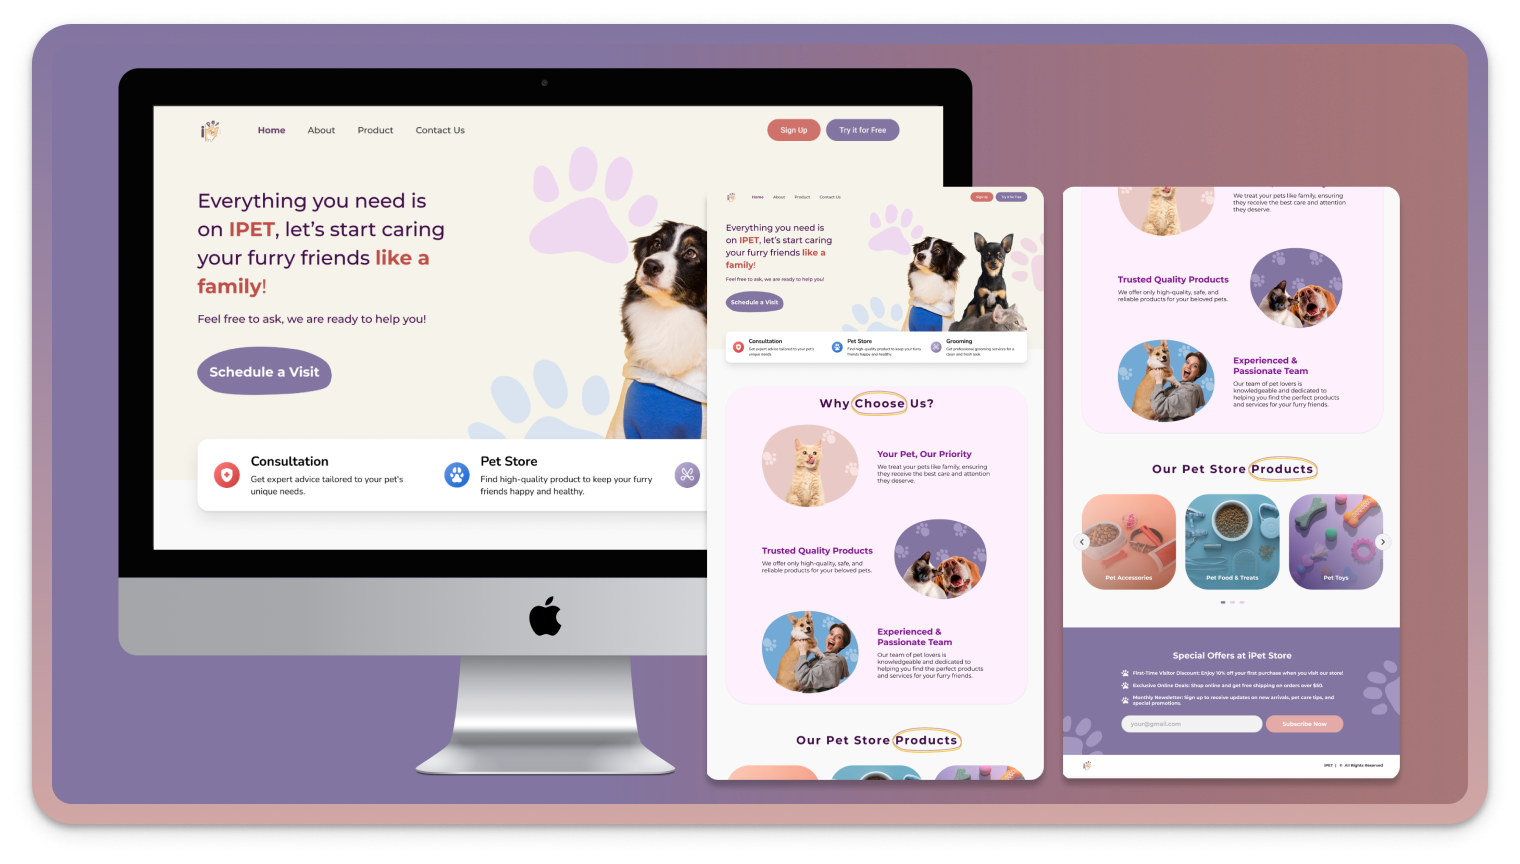 Home About Product Contact Us Sign Up Try it for Free
Everything you need is
on IPET, let's start caring
your furry friends like a
family!
Feel free to ask, we are ready to help you!
Schedule a Visit
Consultation
Get expert advice tailored to your pet's
unique needs.
Pet Store
Find high-quality product to keep your furry
friends happy and healthy.
Home About Product Contact Us Sign Up Try it for Free
Everything you need is
on IPET, let's start caring
your furry friends like a
family!
Feel free to ask, we are ready to help you!
Schedule a Visit
Consultation
Get expert advice tailored to your pet's
unique needs.
Pet Store
Find high-quality product to keep your furry
friends happy and healthy.
Grooming
Get professional grooming services for a
clean and fresh look.
Why Choose Us?
Your Pet, Our Priority
We treat your pets like family, ensuring
they receive the best care and attention
they deserve.
Trusted Quality Products
We offer only high-quality, safe, and
reliable products for your beloved pets.
Experienced &
Passionate Team
Our team of pet lovers is
knowledgeable and dedicated to
helping you find the perfect products
and services for your furry friends.
Our Pet Store Products
We treat your pets like family, ensuring
they receive the best care and attention
they deserve.
Trusted Quality Products
We offer only high-quality, safe, and
reliable products for your beloved pets.
Experienced &
Passionate Team
Our team of pet lovers is
knowledgeable and dedicated to
helping you find the perfect products
and services for your furry friends.
Our Pet Store Products
Pet Accessories
Pet Food & Treats
Pet Toys
Special Offers at iPet Store
First-Time Visitor Discount: Enjoy 10% off your first purchase when you visit our store!
Exclusive Online Deals: Shop online and get free shipping on orders over $50.
Monthly Newsletter: Sign up to receive updates on new arrivals, pet care tips, and
special promotions.
your@gmail.com Subscribe Now
iPET | © All Rights Reserved